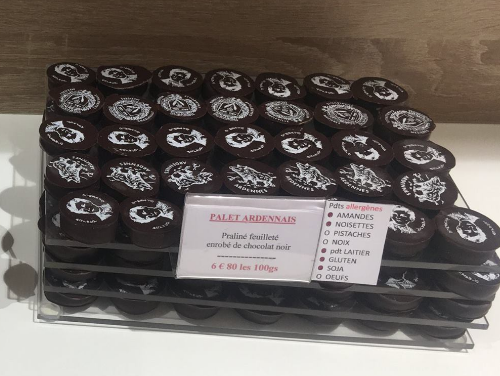 PALET ARDENNAIS
Praliné feuilleté
enrobé de chocolat noir
6 € 80 les 100gs
Pdts allergènes
AMANDES
NOISETTES
PISTACHES
NOIX
pdt LAITIER
GLUTEN
SOJA
OEUFS
ARDENNES